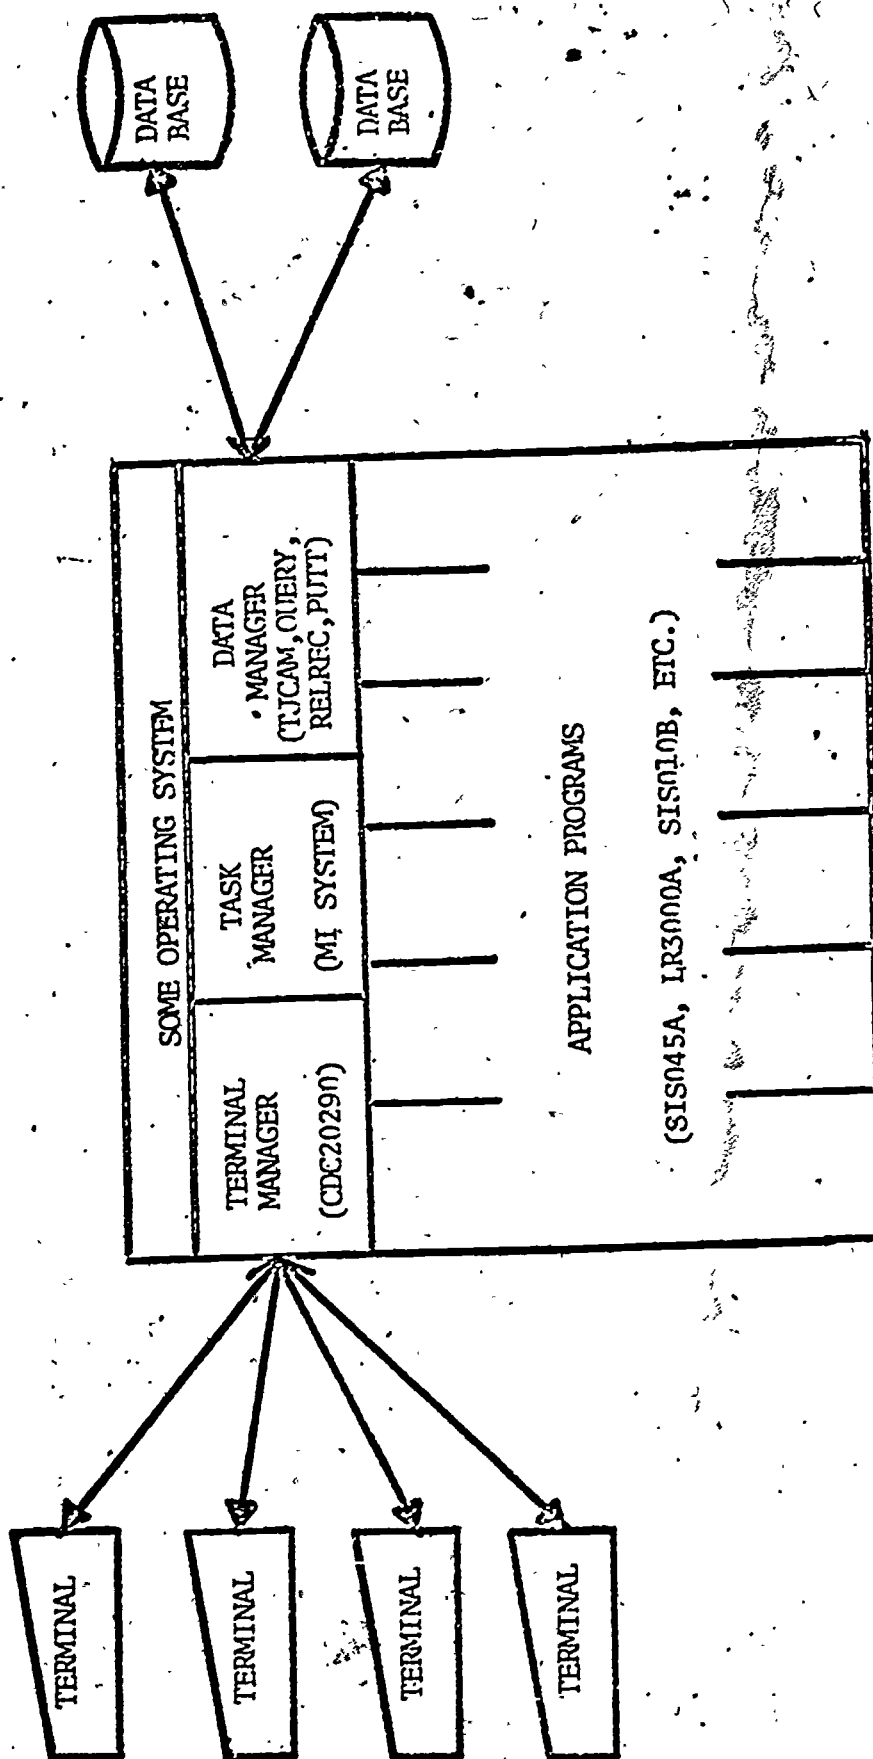 SOME OPERATING SYSTEM
TERMINAL
MANAGER
(CDC20290)
TASK
MANAGER
(MI SYSTEM)
DATA
MANAGER
(TJCAM,QUERY,
RELREC,PUTT)
APPLICATION PROGRAMS
(SIS045A, LR3000A, SIS010B, ETC.)
TERMINAL
TERMINAL
TERMINAL
TERMINAL
DATA
BASE
DATA
BASE